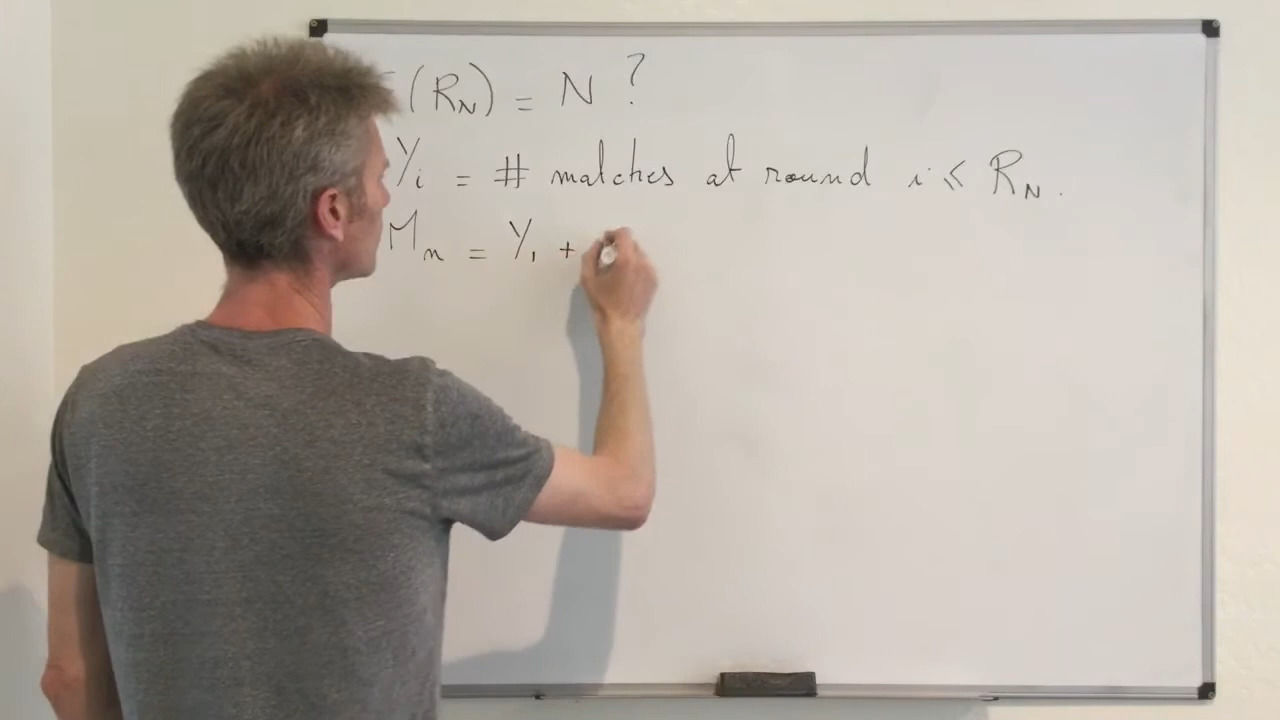 (R_N) = N ?
Y_i = # matches at round i ≤ R_N .
M_n = Y_1 +